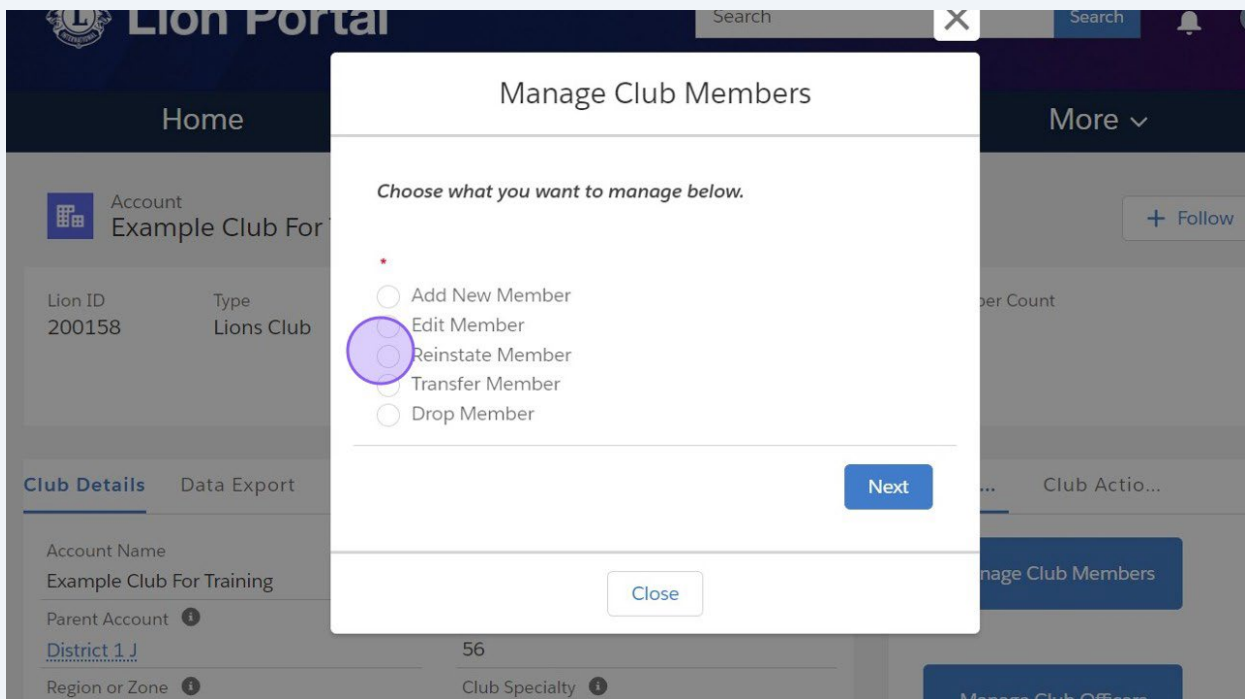 Lion Portal
Search
Search
Home
More
Manage Club Members
Choose what you want to manage below.
*
Add New Member
Edit Member
Reinstate Member
Transfer Member
Drop Member
Next
Close
Account
Example Club For
+ Follow
Lion ID
200158
Type
Lions Club
Count
Club Details
Data Export
...
Club Actio...
Account Name
Example Club For Training
Parent Account
District 1 J
56
Region or Zone
Club Specialty
Club Members
Manage Club Officers